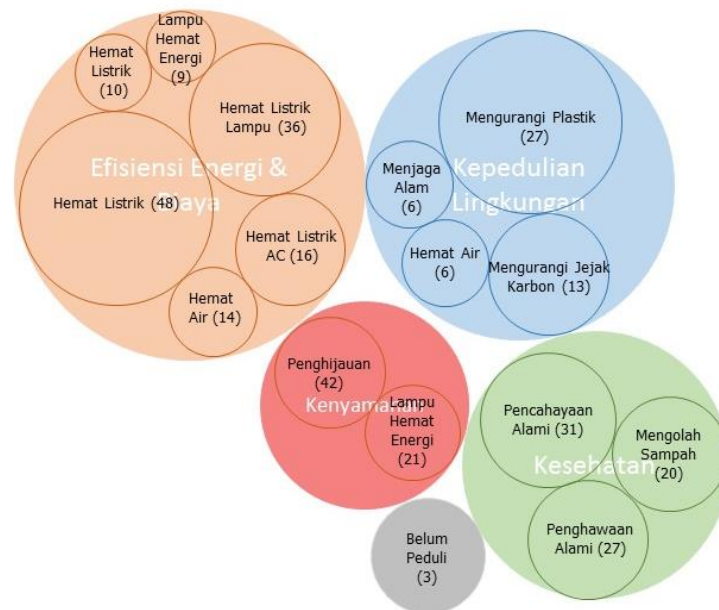 Lampu
Hemat
Energi
(9)
Hemat
Listrik
(10)
Hemat Listrik
Lampu (36)
Efisiensi Energi &
Biaya
Hemat Listrik (48)
Hemat Listrik
AC (16)
Hemat
Air (14)
Mengurangi Plastik
(27)
Kepedulian
Lingkungan
Menjaga
Alam
(6)
Hemat Air
(6)
Mengurangi Jejak
Karbon (13)
Penghijauan
(42)
Kenyamanan
Lampu
Hemat
Energi
(21)
Pencahayaan
Alami (31)
Mengolah
Sampah
(20)
Kesehatan
Penghawaan
Alami (27)
Belum
Peduli
(3)